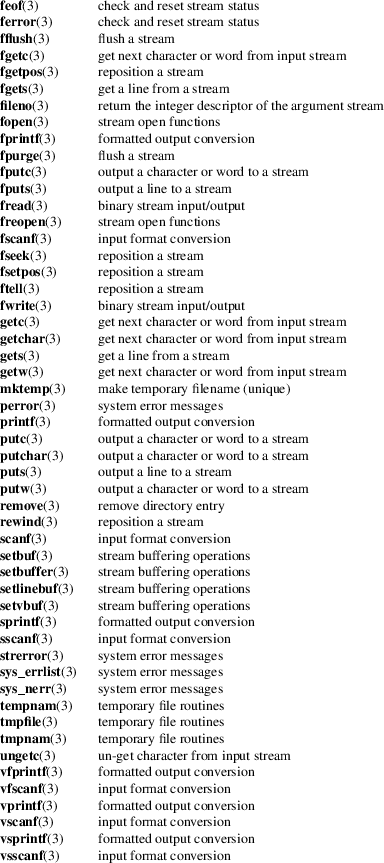 feof(3) check and reset stream status
ferror(3) check and reset stream status
fflush(3) flush a stream
fgetc(3) get next character or word from input stream
fgetpos(3) reposition a stream
fgets(3) get a line from a stream
fileno(3) return the integer descriptor of the argument stream
fopen(3) stream open functions
fprintf(3) formatted output conversion
fpurge(3) flush a stream
fputc(3) output a character or word to a stream
fputs(3) output a line to a stream
fread(3) binary stream input/output
freopen(3) stream open functions
fscanf(3) input format conversion
fseek(3) reposition a stream
fsetpos(3) reposition a stream
ftell(3) reposition a stream
fwrite(3) binary stream input/output
getc(3) get next character or word from input stream
getchar(3) get next character or word from input stream
gets(3) get a line from a stream
getw(3) get next character or word from input stream
mktemp(3) make temporary filename (unique)
perror(3) system error messages
printf(3) formatted output conversion
putc(3) output a character or word to a stream
putchar(3) output a character or word to a stream
puts(3) output a line to a stream
putw(3) output a character or word to a stream
remove(3) remove directory entry
rewind(3) reposition a stream
scanf(3) input format conversion
setbuf(3) stream buffering operations
setbuffer(3) stream buffering operations
setlinebuf(3) stream buffering operations
setvbuf(3) stream buffering operations
sprintf(3) formatted output conversion
sscanf(3) input format conversion
strerror(3) system error messages
sys_errlist(3) system error messages
sys_nerr(3) system error messages
tempnam(3) temporary file routines
tmpfile(3) temporary file routines
tmpnam(3) temporary file routines
ungetc(3) un-get character from input stream
vfprintf(3) formatted output conversion
vfscanf(3) input format conversion
vprintf(3) formatted output conversion
vscanf(3) input format conversion
vsprintf(3) formatted output conversion
vsscanf(3) input format conversion